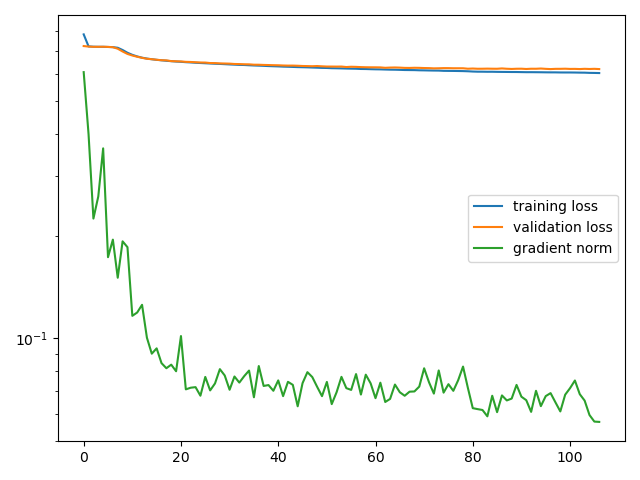 training loss
validation loss
gradient norm
10⁻¹
0 20 40 60 80 100